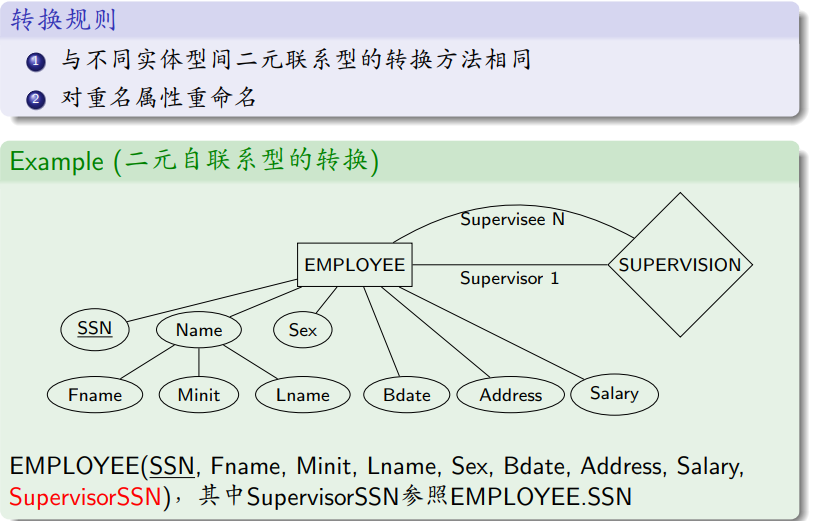 转换规则
1 与不同实体型间二元联系型的转换方法相同
2 对重名属性重命名
Example (二元自联系型的转换)
Supervisee N
EMPLOYEE
SUPERVISION
Supervisor 1
SSN
Name
Sex
Fname
Minit
Lname
Bdate
Address
Salary
EMPLOYEE(SSN, Fname, Minit, Lname, Sex, Bdate, Address, Salary,
SupervisorSSN)，其中SupervisorSSN参照EMPLOYEE.SSN